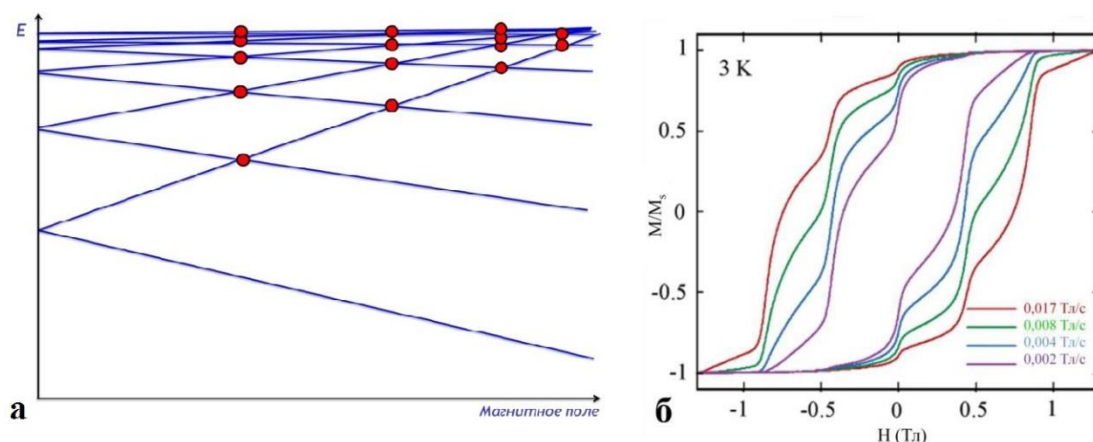 E
Магнитное поле
а
3 K
M/Mₛ
1
0.5
0
-0.5
-1
0,017 Тл/с
0,008 Тл/с
0,004 Тл/с
0,002 Тл/с
-1 -0.5 0 0.5 1
H (Тл)
б